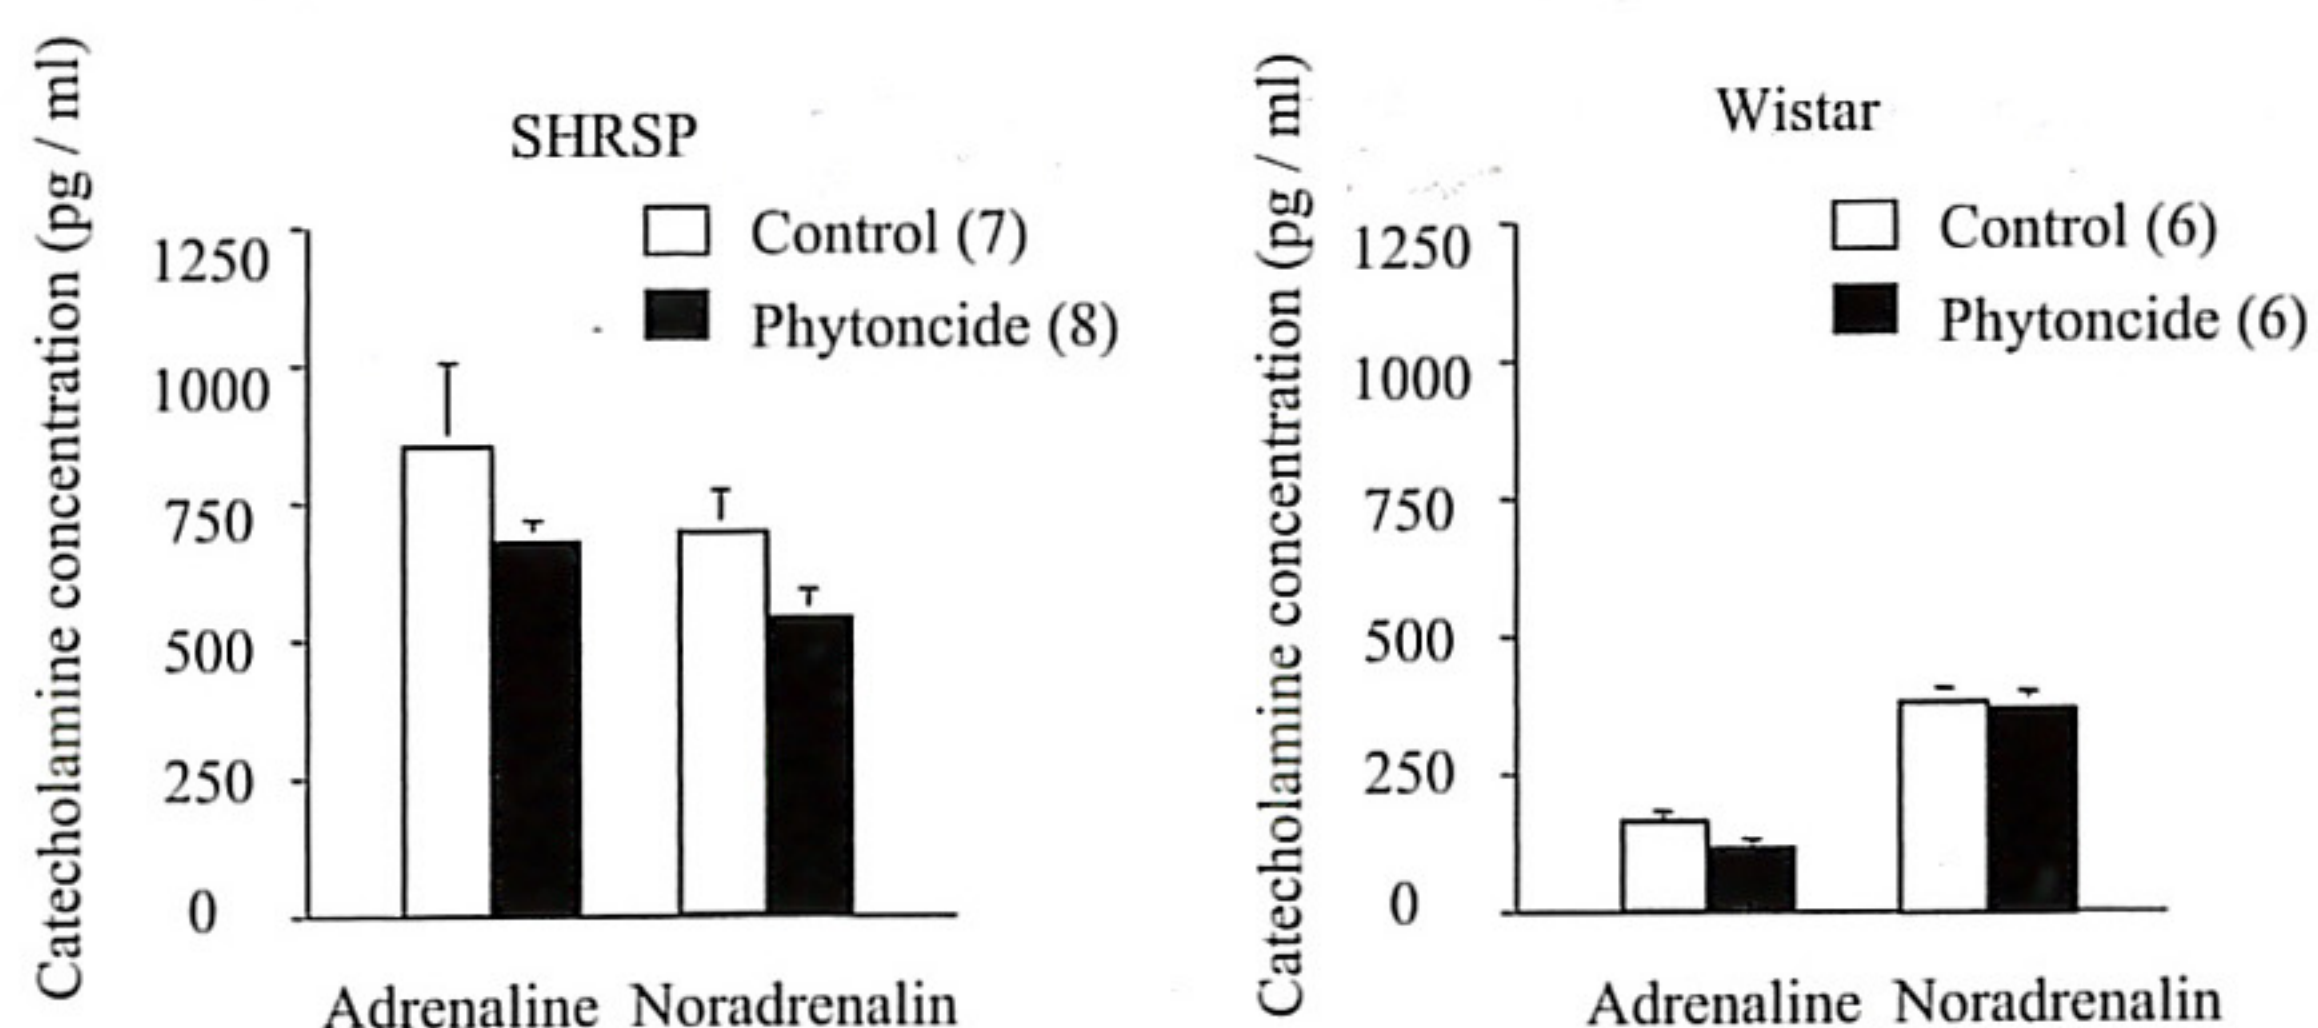 Catecholamine concentration (pg / ml)
SHRSP
Control (7)
Phytoncide (8)
1250
1000
750
500
250
0
Adrenaline Noradrenalin
Catecholamine concentration (pg / ml)
Wistar
Control (6)
Phytoncide (6)
1250
1000
750
500
250
0
Adrenaline Noradrenalin